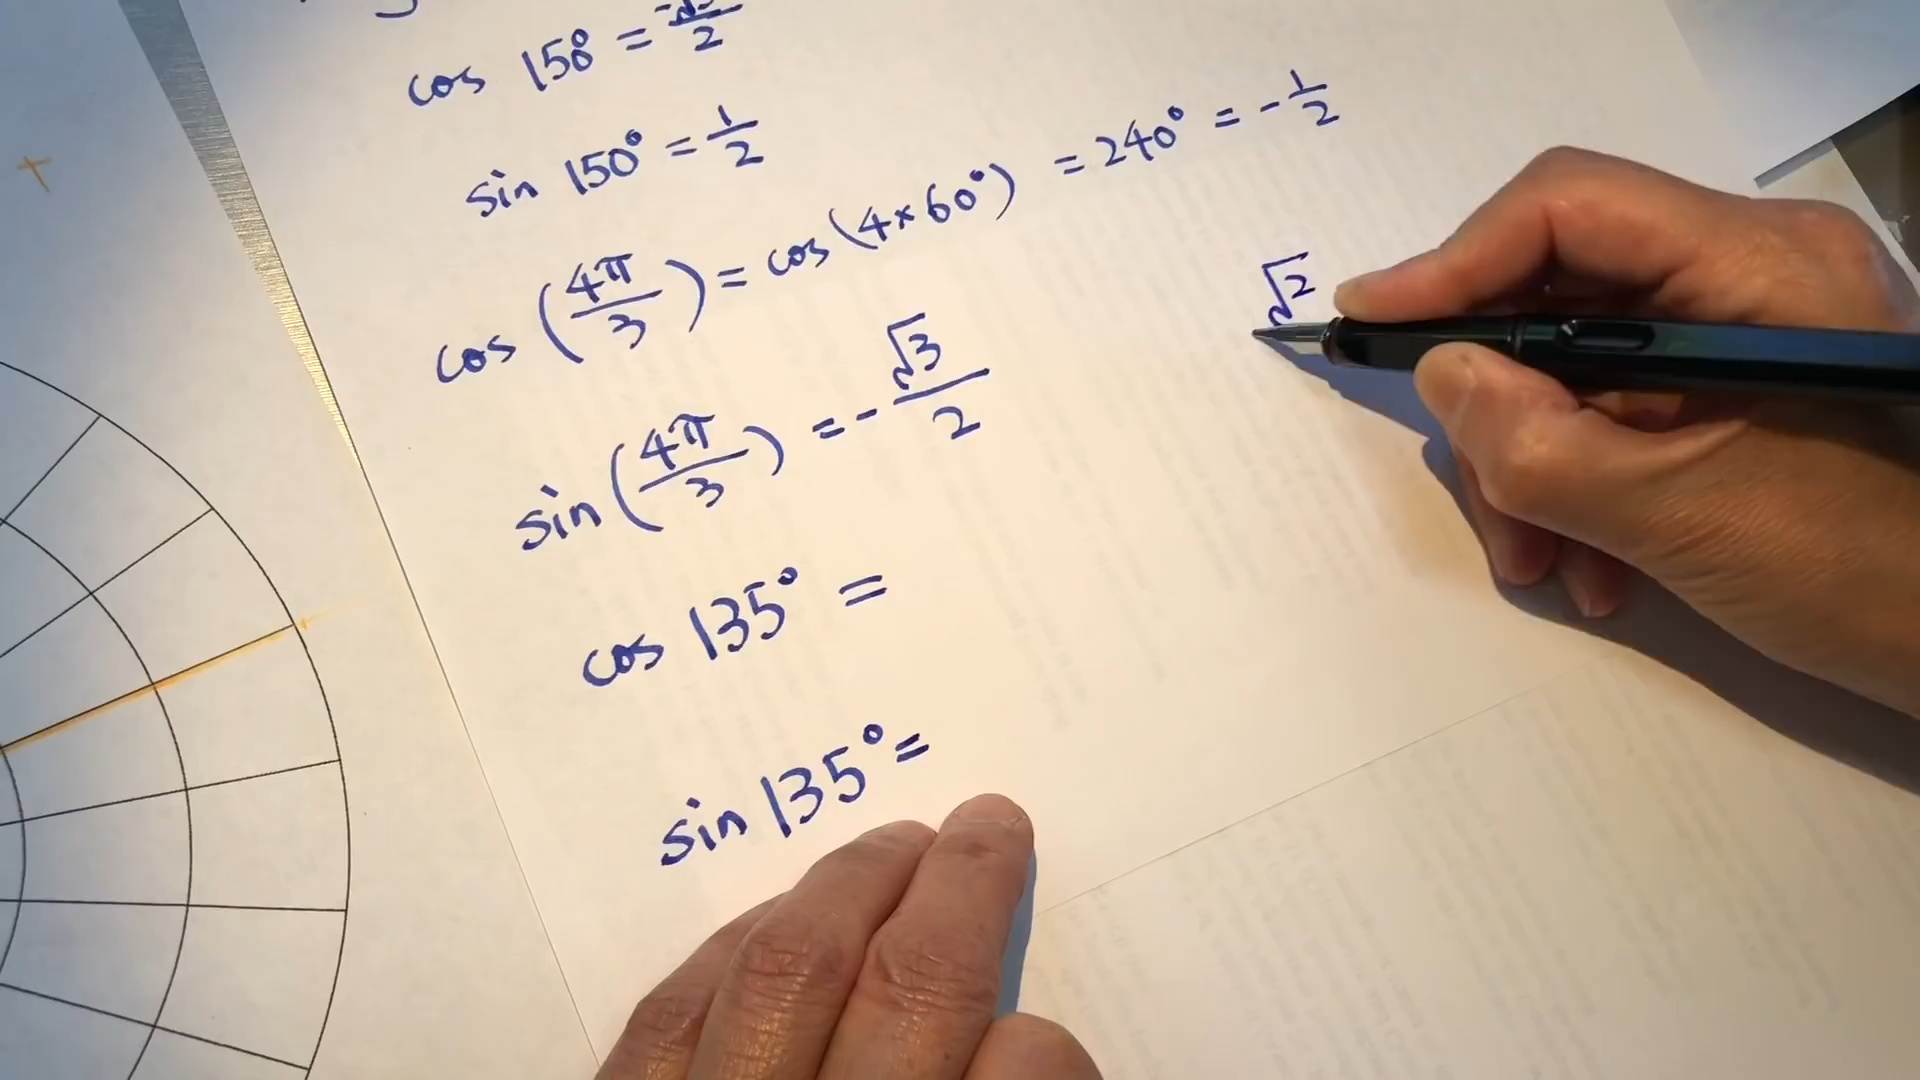 cos 150° = -√3/2
sin 150° = 1/2
cos (4π/3) = cos (4×60°) = 240° = -1/2
√2
sin (4π/3) = - √3/2
cos 135° =
sin 135° =